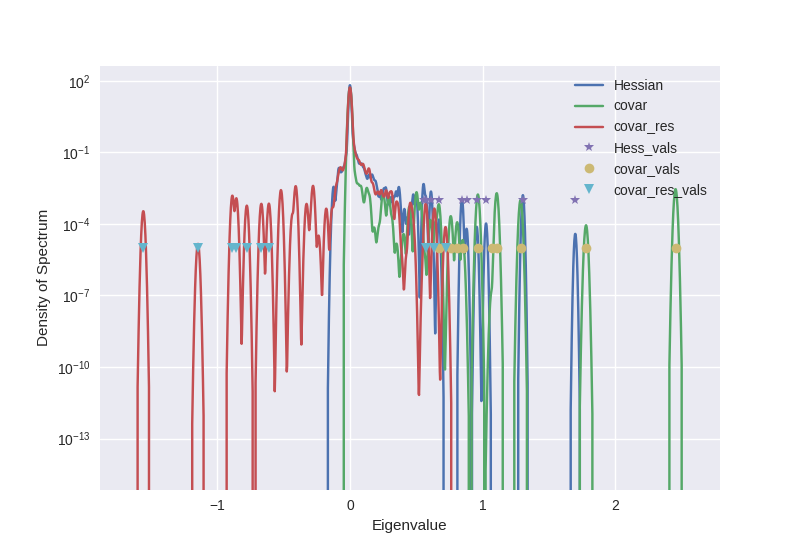 Hessian
covar
covar_res
Hess_vals
covar_vals
covar_res_vals
10^2
10^−1
10^−4
10^−7
10^−10
10^−13
Density of Spectrum
−1 0 1 2
Eigenvalue